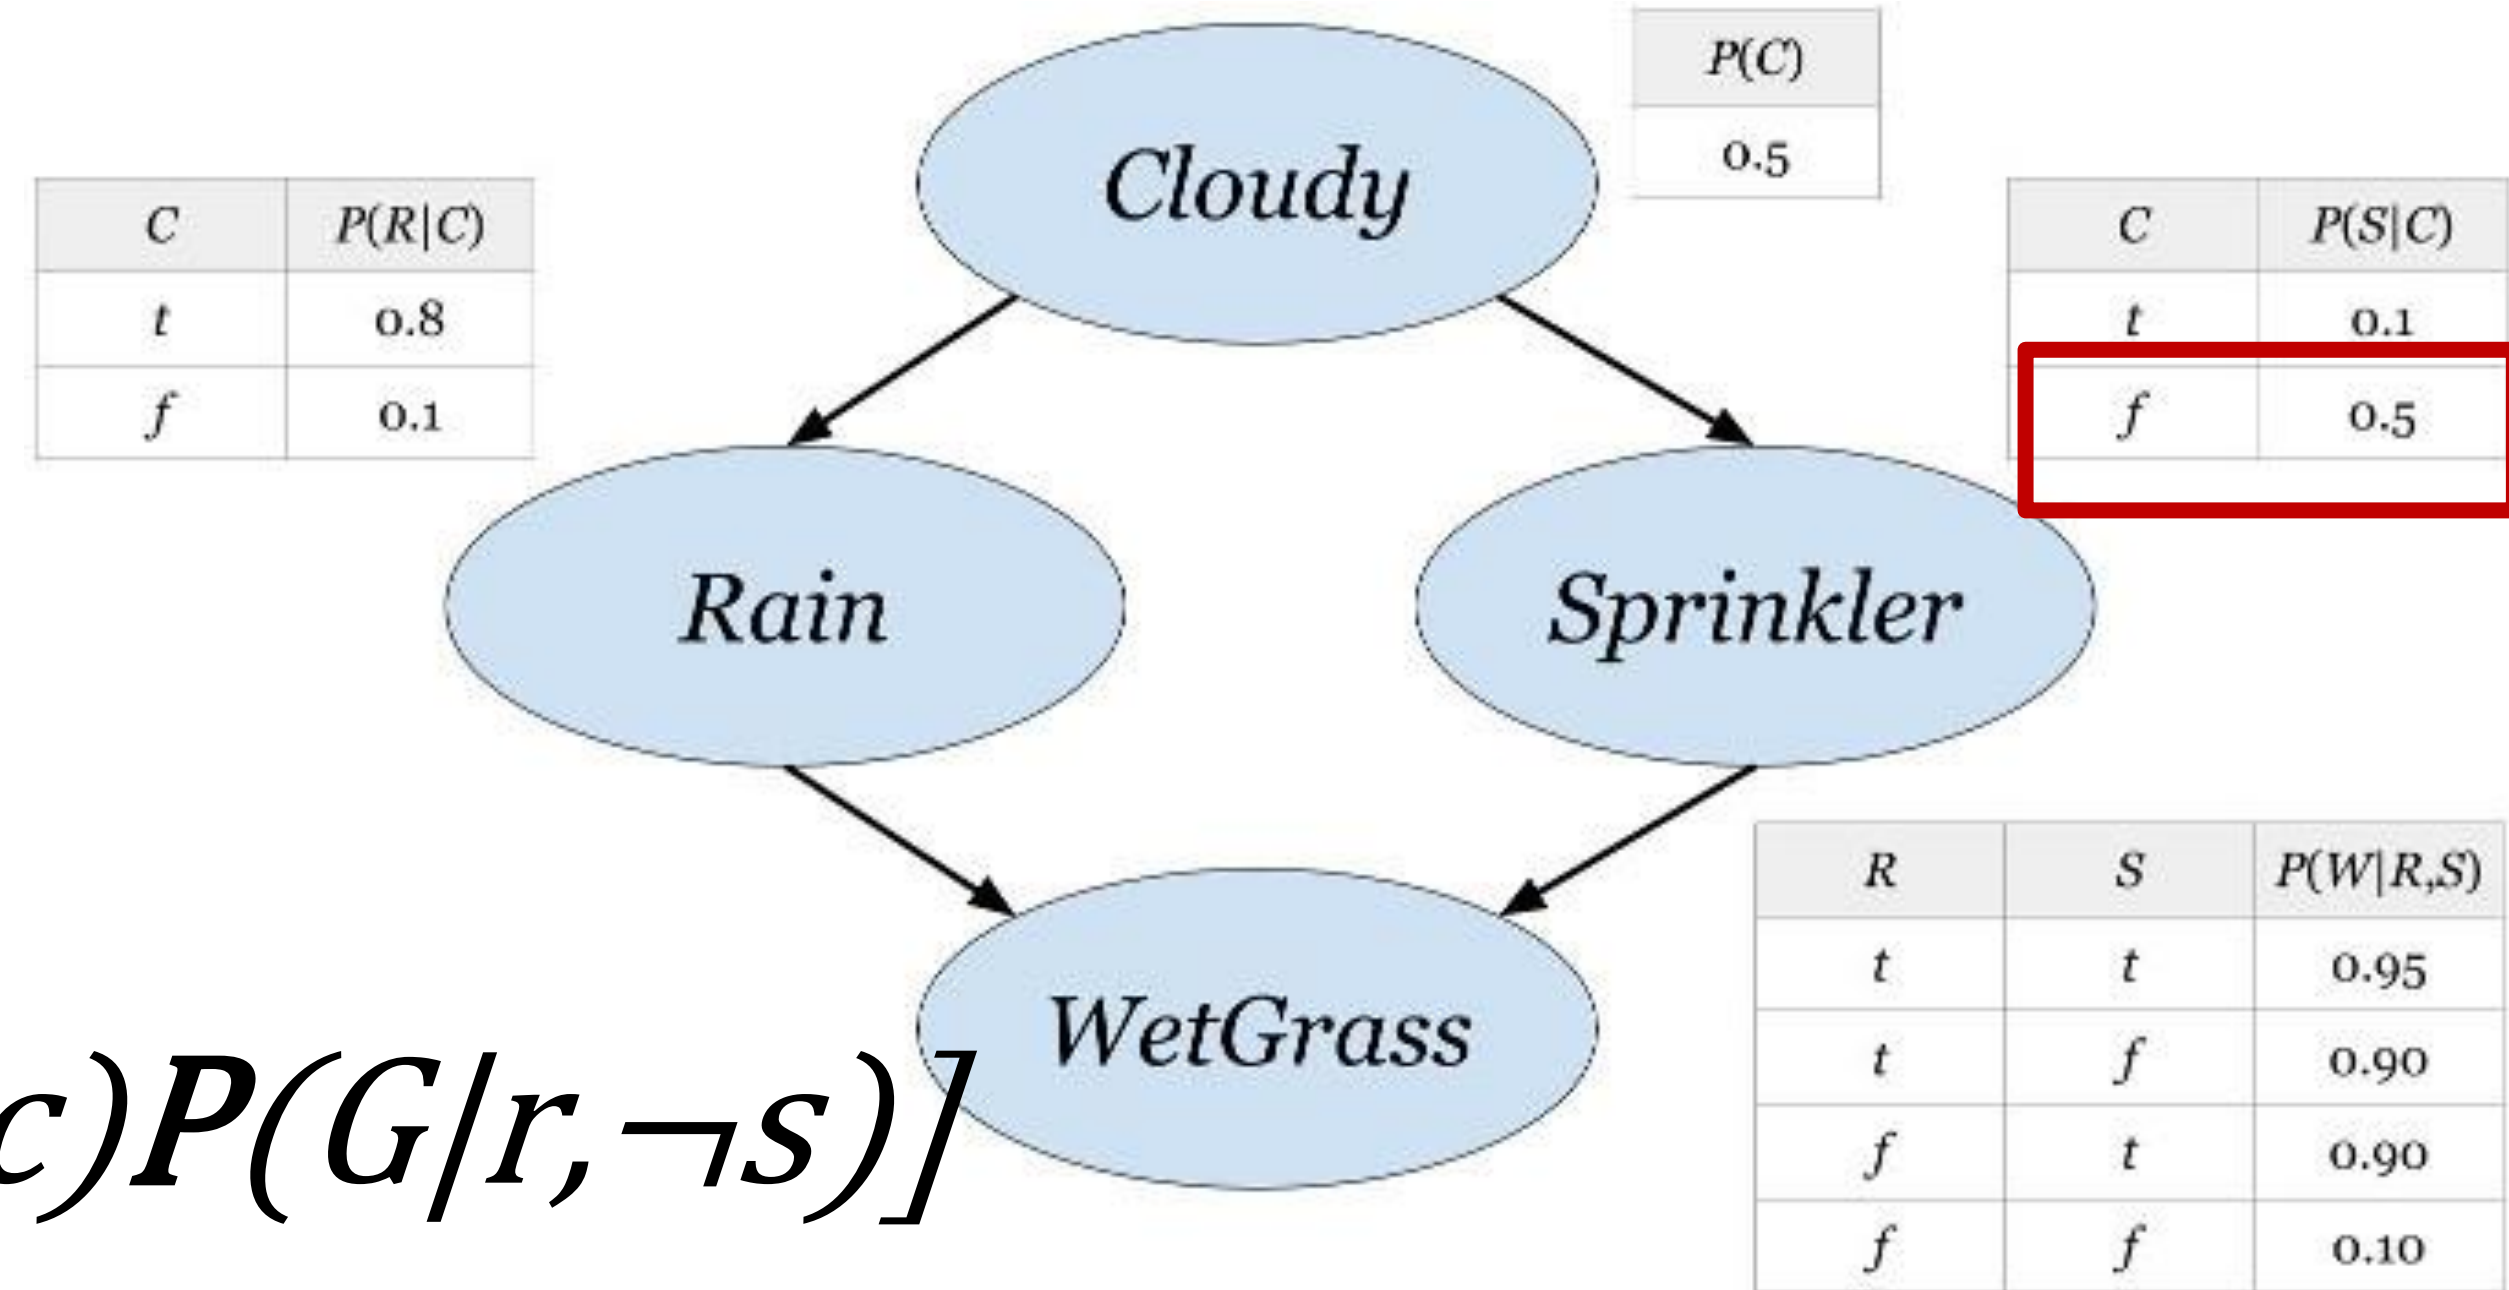 P(C)
0.5
Cloudy
C P(R|C)
t 0.8
f 0.1
C P(S|C)
t 0.1
f 0.5
Rain
Sprinkler
R S P(W|R,S)
t t 0.95
t f 0.90
f t 0.90
f f 0.10
WetGrass
c)P(G|r,¬s)]